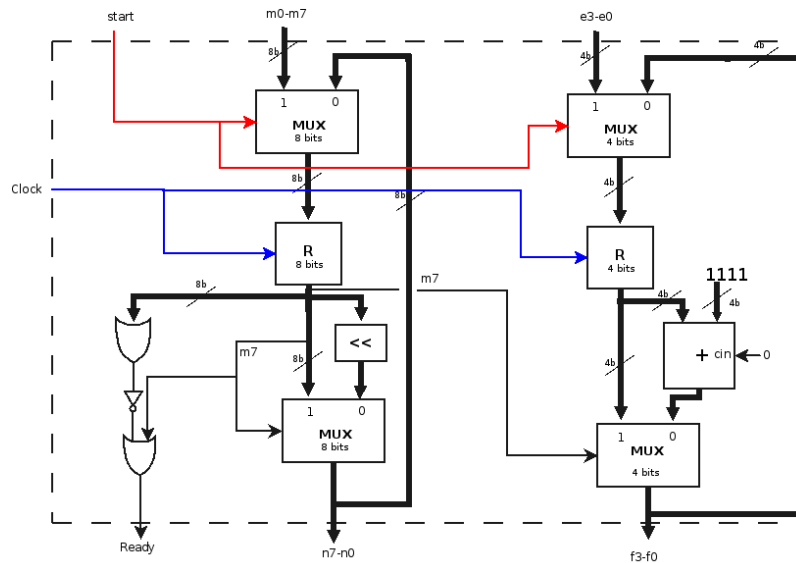 start
m0-m7
e3-e0
8b
4b
4b
1
0
1
0
MUX
8 bits
MUX
4 bits
Clock
8b
8b
4b
R
8 bits
R
4 bits
m7
1111
8b
4b
4b
<<
m7
8b
4b
+
cin
0
1
0
MUX
8 bits
1
0
MUX
4 bits
Ready
n7-n0
f3-f0